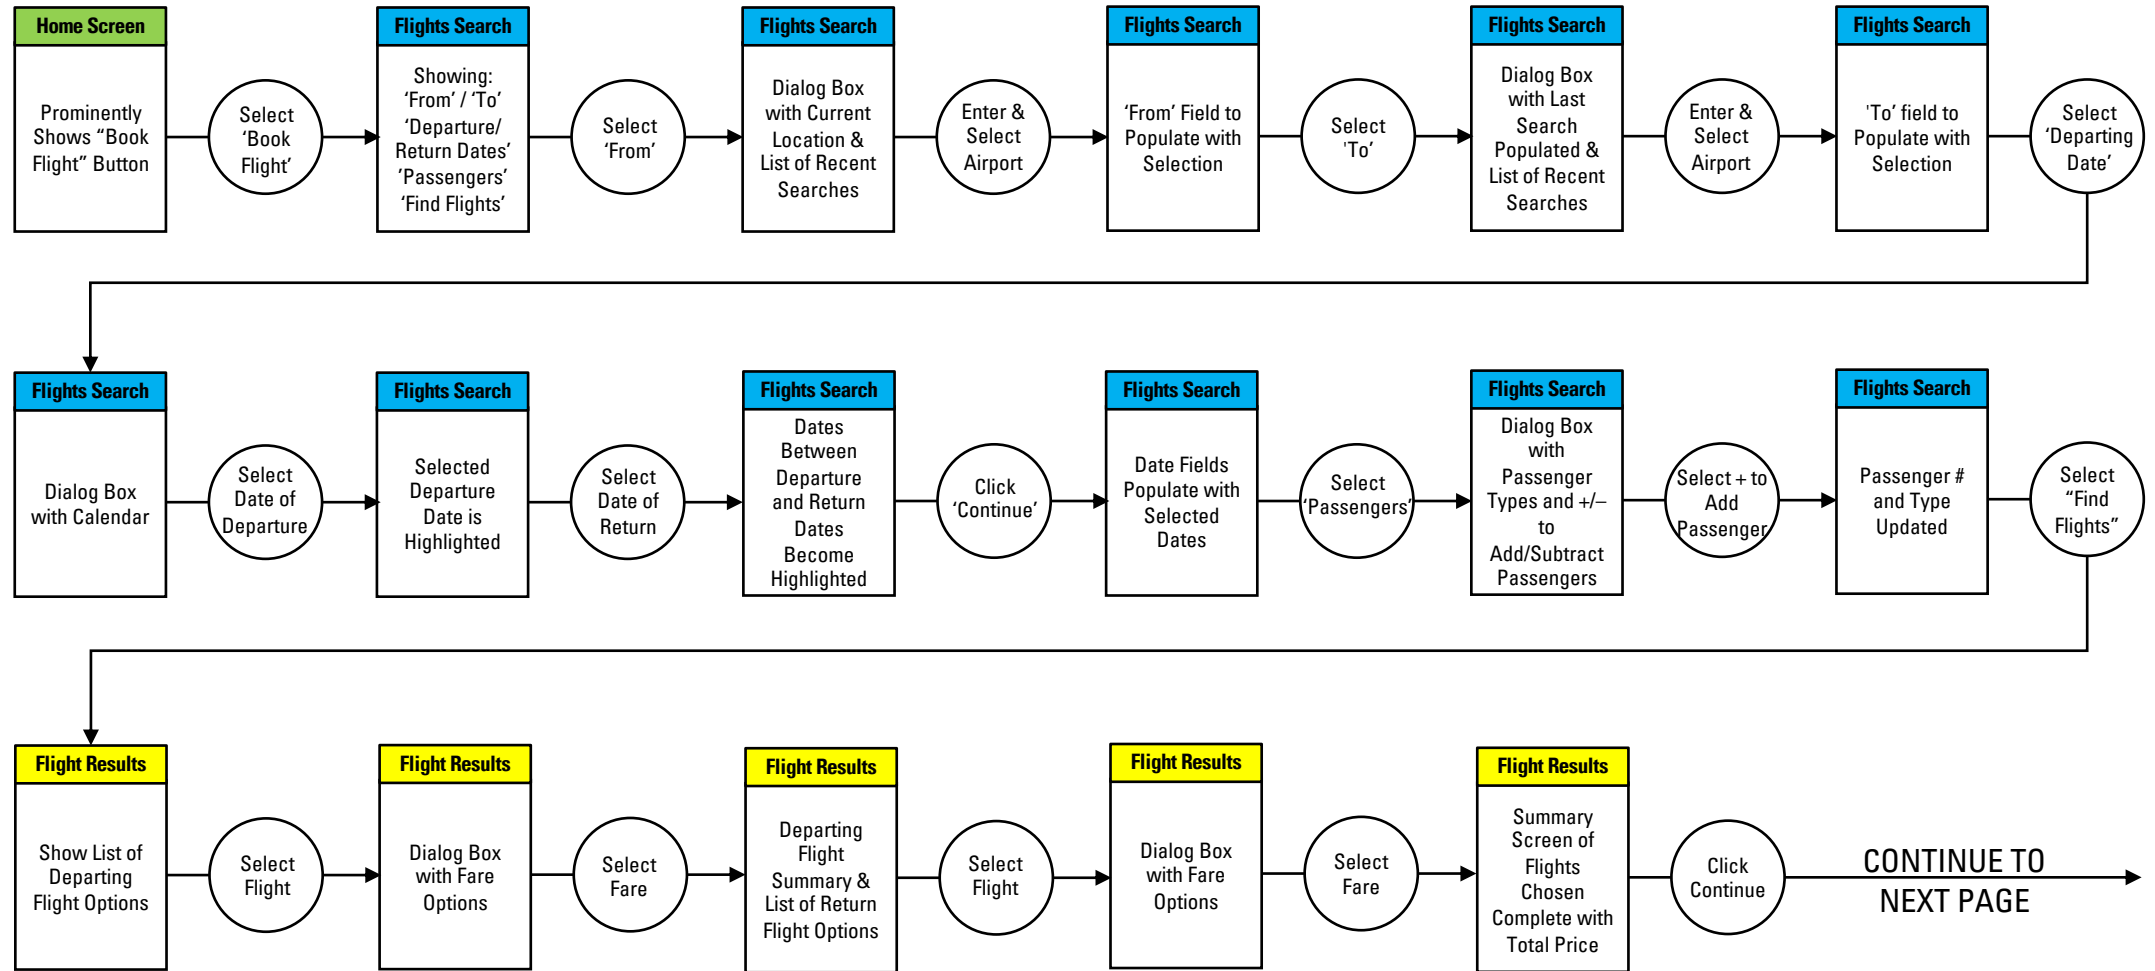 Home Screen
Prominently
Shows “Book
Flight” Button
Select
‘Book
Flight’
Flights Search
Showing:
‘From’ / ‘To’
‘Departure/
Return Dates’
'Passengers’
‘Find Flights’
Select
‘From’
Flights Search
Dialog Box
with Current
Location &
List of Recent
Searches
Enter &
Select
Airport
Flights Search
‘From’ Field to
Populate with
Selection
Select
'To’
Flights Search
Dialog Box
with Last
Search
Populated &
List of Recent
Searches
Enter &
Select
Airport
Flights Search
'To’ field to
Populate with
Selection
Select
‘Departing
Date’
Flights Search
Dialog Box
with Calendar
Select
Date of
Departure
Flights Search
Selected
Departure
Date is
Highlighted
Select
Date of
Return
Flights Search
Dates
Between
Departure
and Return
Dates
Become
Highlighted
Click
‘Continue’
Flights Search
Date Fields
Populate with
Selected
Dates
Select
'Passengers’
Flights Search
Dialog Box
with
Passenger
Types and +/–
to
Add/Subtract
Passengers
Select + to
Add
Passenger
Flights Search
Passenger #
and Type
Updated
Select
“Find
Flights”
Flight Results
Show List of
Departing
Flight Options
Select
Flight
Flight Results
Dialog Box
with Fare
Options
Select
Fare
Flight Results
Departing
Flight
Summary &
List of Return
Flight Options
Select
Flight
Flight Results
Dialog Box
with Fare
Options
Select
Fare
Flight Results
Summary
Screen of
Flights
Chosen
Complete with
Total Price
Click
Continue
CONTINUE TO
NEXT PAGE